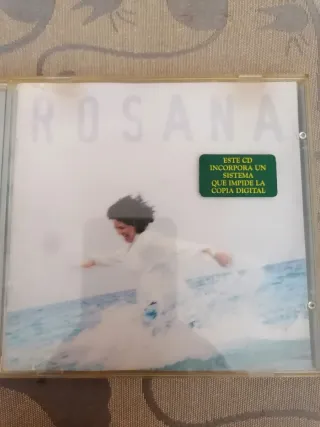 ROSANA
ESTE CD
INCORPORA UN
SISTEMA
QUE IMPIDE LA
COPIA DIGITAL